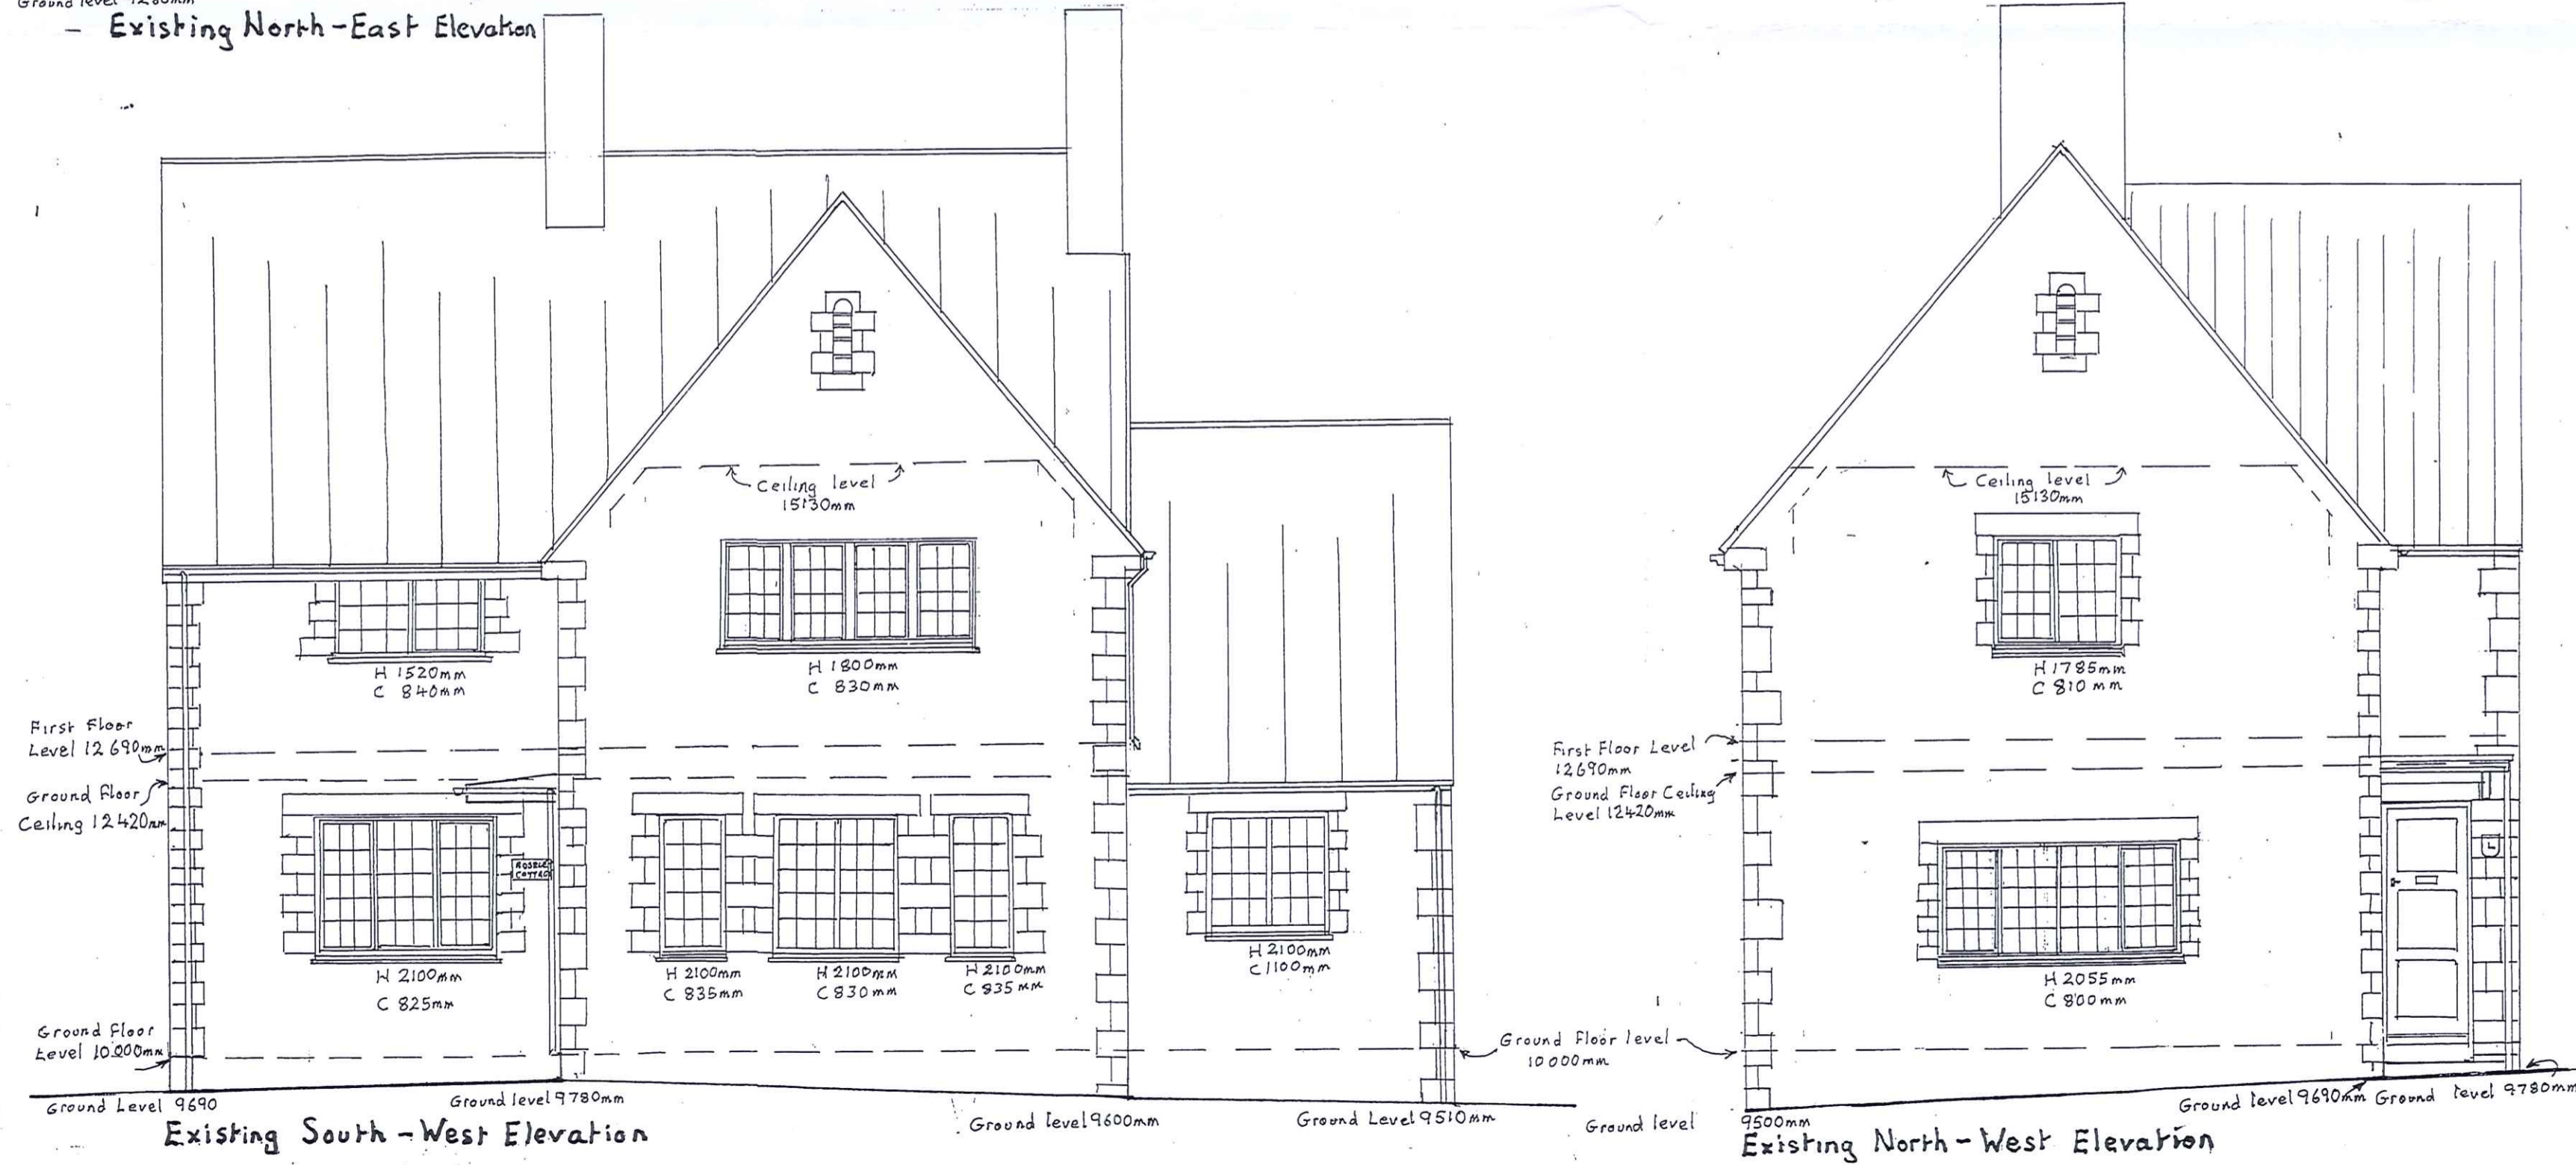 Existing North-East Elevation
Ceiling level
15130mm
H 1520mm
C 840mm
H 1800mm
C 830mm
First Floor
Level 12 690mm
Ground Floor
Ceiling 12420mm
COTTAGE
H 2100mm
C 825mm
H 2100mm
C 835mm
H 2100mm
C 830mm
H 2100mm
C 835mm
H 2100mm
C 1100mm
Ground Floor
Level 10000mm
Ground Floor level
10000mm
Ground Level 9690
Ground level 9780mm
Ground level 9600mm
Ground Level 9510mm
Existing South-West Elevation
Ceiling level
15130mm
H 1785mm
C 810mm
First Floor Level
12690mm
Ground Floor Ceiling
Level 12420mm
H 2055mm
C 800mm
Ground level 9500mm
Ground level 9690mm
Ground level 9780mm
Existing North-West Elevation